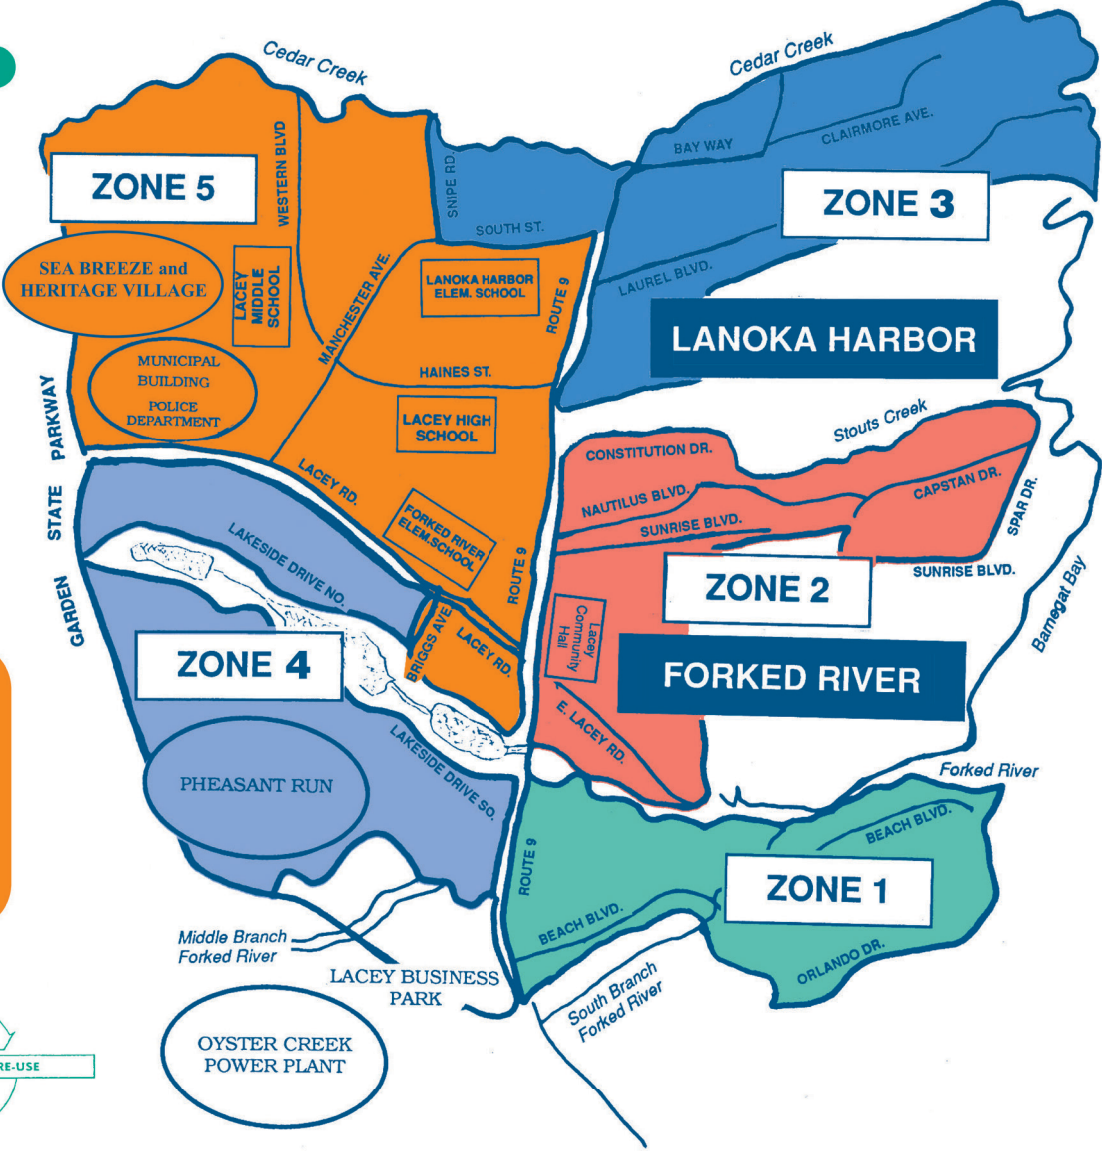 Cedar Creek
Cedar Creek
BAY WAY
CLAIRMORE AVE.
WESTERN BLVD
SNIPE RD.
SOUTH ST.
ZONE 5
ZONE 3
SEA BREEZE and
HERITAGE VILLAGE
LACEY
MIDDLE
SCHOOL
MANCHESTER AVE.
LANOKA HARBOR
ELEM. SCHOOL
ROUTE 9
LAUREL BLVD.
LANOKA HARBOR
MUNICIPAL
BUILDING
POLICE
DEPARTMENT
HAINES ST.
LACEY HIGH
SCHOOL
GARDEN STATE PARKWAY
Stouts Creek
CONSTITUTION DR.
NAUTILUS BLVD.
SUNRISE BLVD.
CAPSTAN DR.
SPAR DR.
SUNRISE BLVD.
LACEY RD.
FORKED RIVER
ELEM.SCHOOL
ROUTE 9
LAKESIDE DRIVE NO.
BRIGGS AVE.
LACEY RD.
ZONE 2
Lacey
Community
Hall
FORKED RIVER
Barnegat Bay
ZONE 4
E. LACEY RD.
PHEASANT RUN
LAKESIDE DRIVE SO.
Forked River
BEACH BLVD.
ROUTE 9
ZONE 1
BEACH BLVD.
ORLANDO DR.
Middle Branch
Forked River
LACEY BUSINESS
PARK
South Branch
Forked River
OYSTER CREEK
POWER PLANT
RE-USE